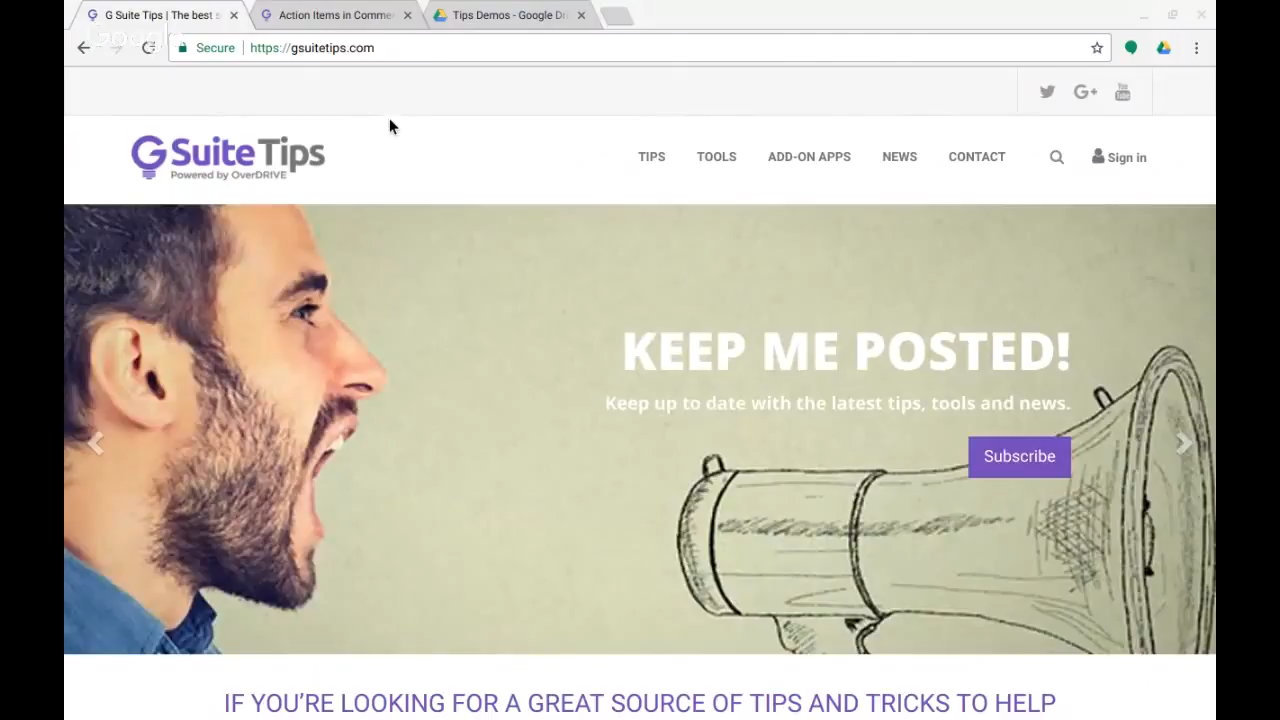 G Suite Tips | The best s
Action Items in Comme
Tips Demos - Google Dr
Google
Secure
https://gsuitetips.com
You
Tube
G Suite Tips
Powered by OverDRIVE
TIPS
TOOLS
ADD-ON APPS
NEWS
CONTACT
Sign in
KEEP ME POSTED!
Keep up to date with the latest tips, tools and news.
Subscribe
IF YOU'RE LOOKING FOR A GREAT SOURCE OF TIPS AND TRICKS TO HELP